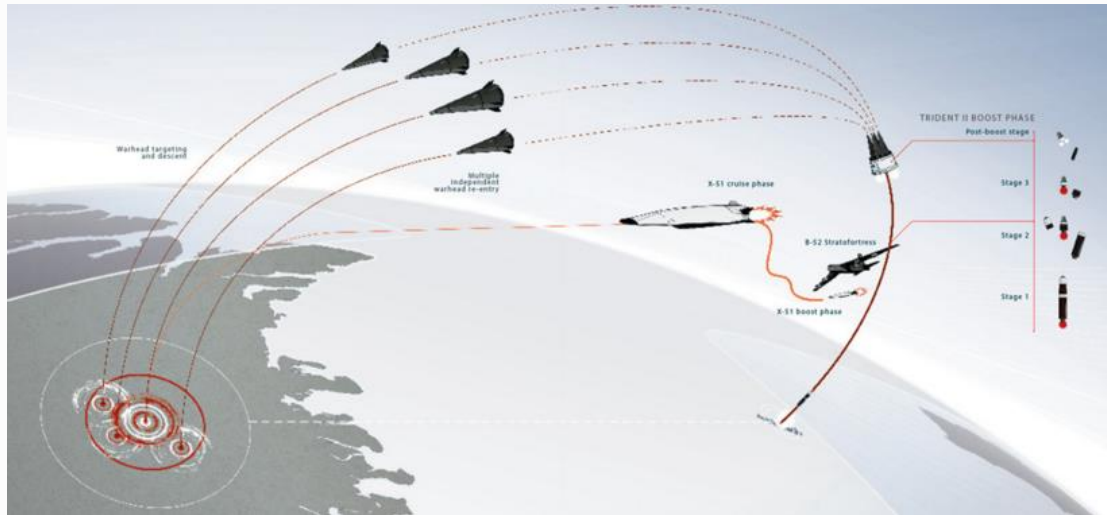 TRIDENT II BOOST PHASE
Post-boost stage
Warhead targeting
and descent
Multiple
independent
warhead re-entry
X-51 cruise phase
Stage 3
B-52 Stratofortress
Stage 2
X-51 boost phase
Stage 1